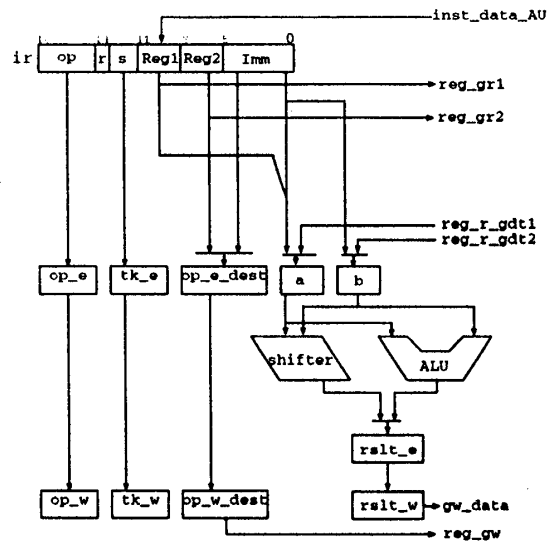 inst_data_AU
0
ir op r s Reg1 Reg2 Imm
reg_gr1
reg_gr2
reg_r_gdt1
reg_r_gdt2
op_e tk_e op_e_dest a b
shifter ALU
rslt_e
op_w tk_w op_w_dest rslt_w gw_data
reg_gw